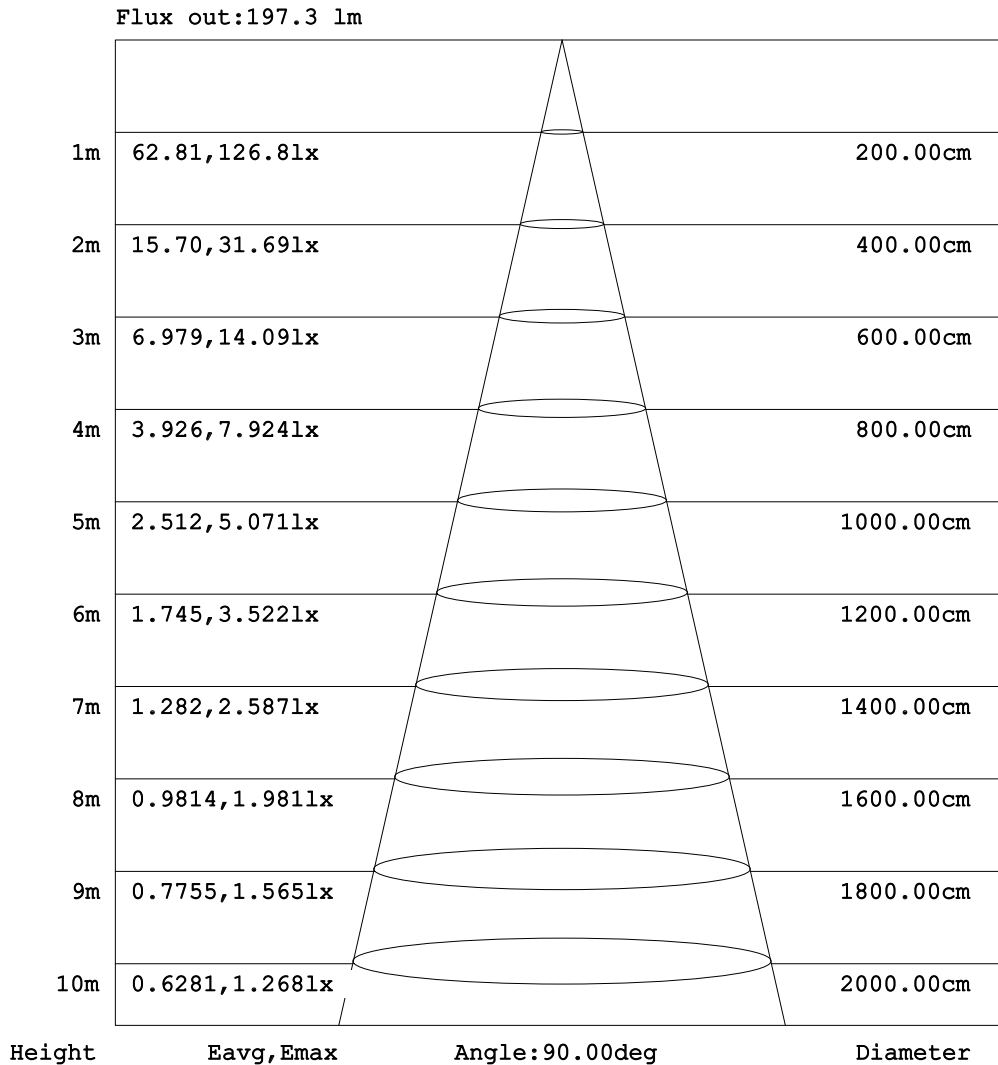 Flux out:197.3 lm
1m 62.81,126.8lx 200.00cm
2m 15.70,31.69lx 400.00cm
3m 6.979,14.09lx 600.00cm
4m 3.926,7.924lx 800.00cm
5m 2.512,5.071lx 1000.00cm
6m 1.745,3.522lx 1200.00cm
7m 1.282,2.587lx 1400.00cm
8m 0.9814,1.981lx 1600.00cm
9m 0.7755,1.565lx 1800.00cm
10m 0.6281,1.268lx 2000.00cm
Height Eavg,Emax Angle:90.00deg Diameter